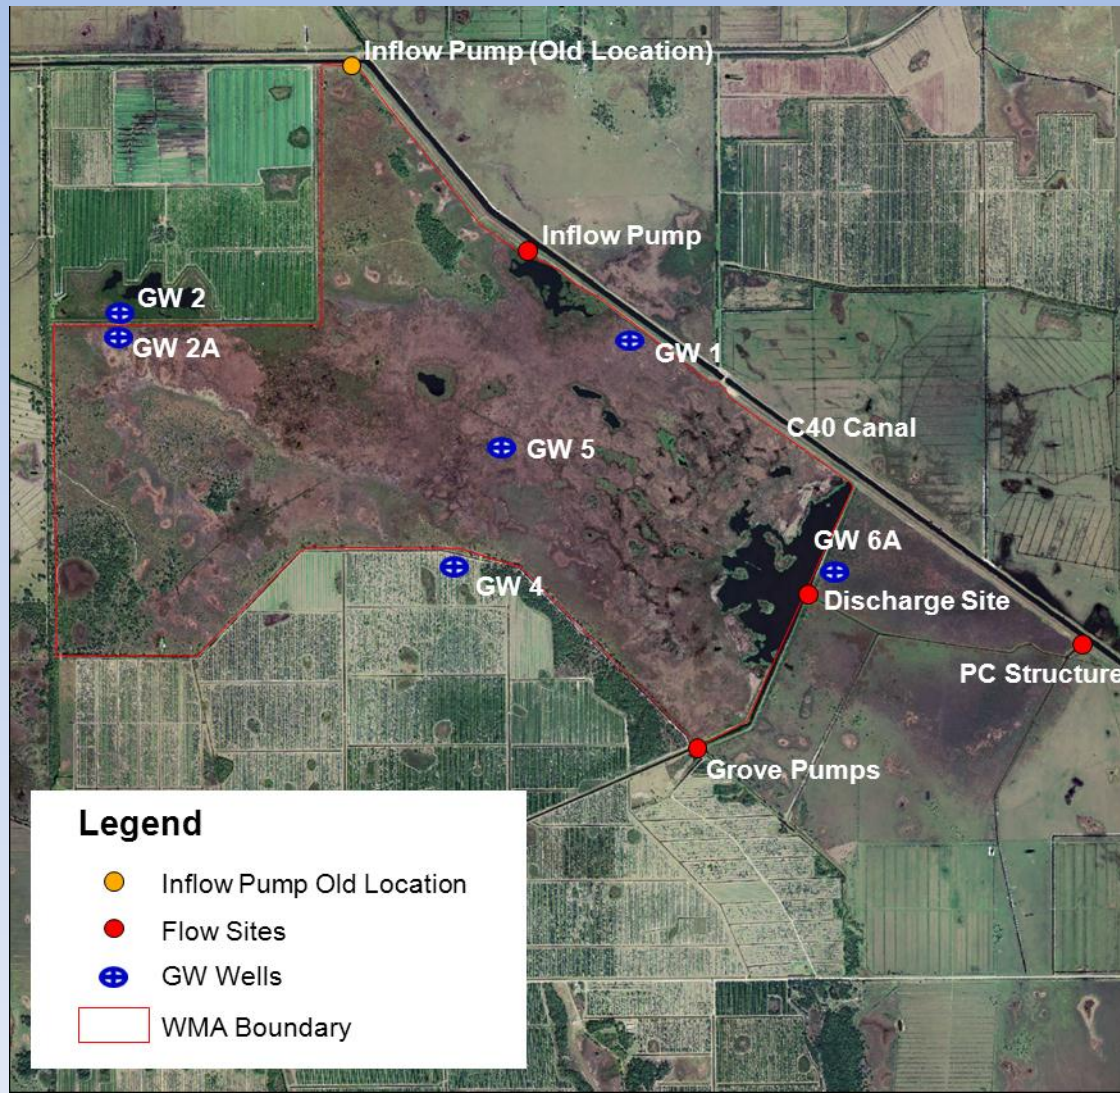 Inflow Pump (Old Location)
Inflow Pump
GW 2
GW 2A
GW 1
C40 Canal
GW 5
GW 6A
GW 4
Discharge Site
PC Structure
Grove Pumps
Legend
Inflow Pump Old Location
Flow Sites
GW Wells
WMA Boundary